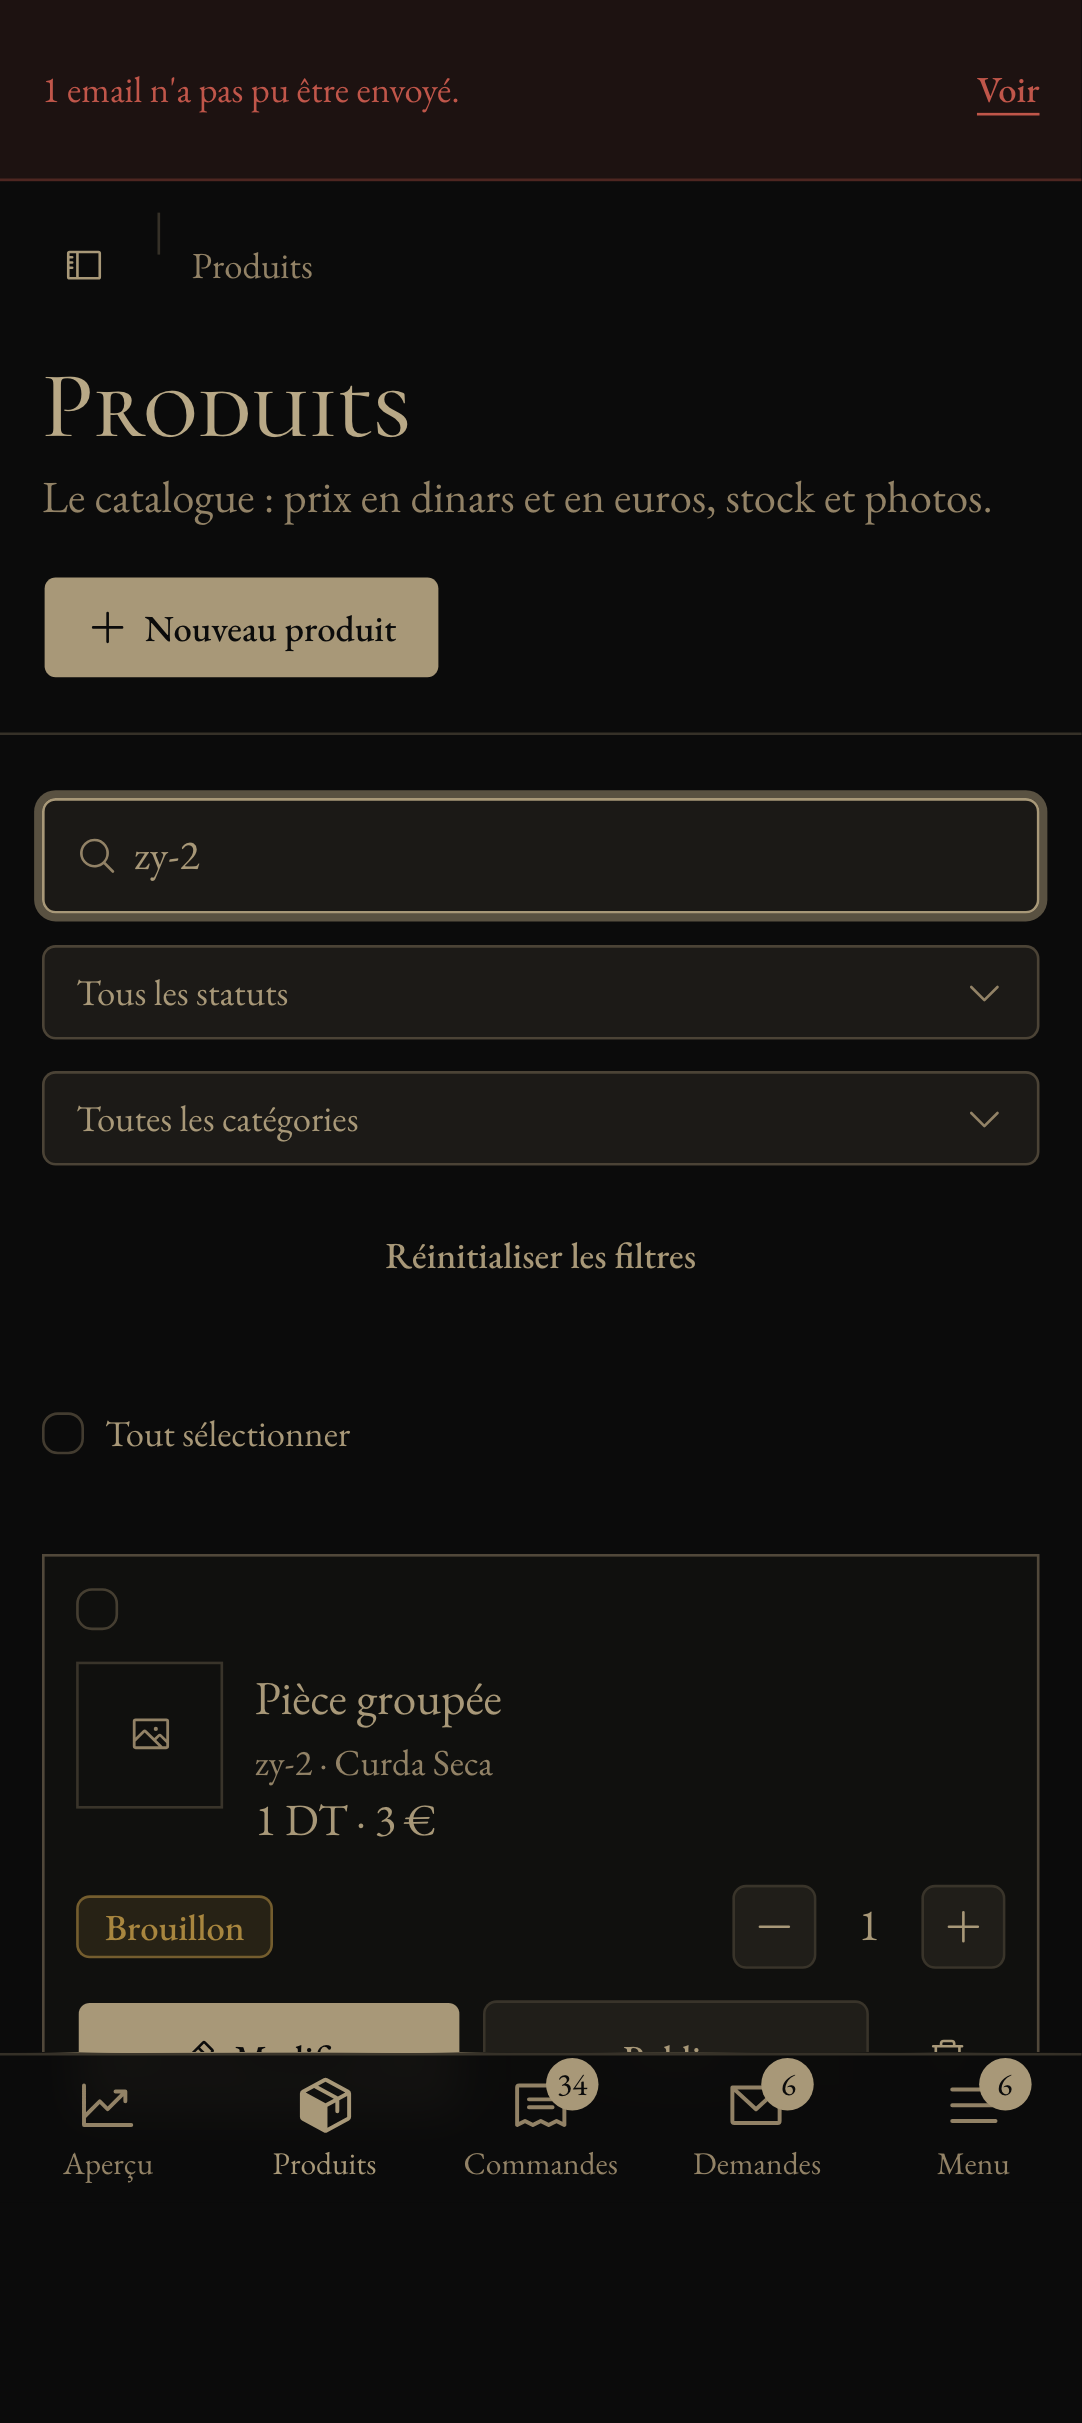 1 email n'a pas pu être envoyé. Voir
Produits
Produits
Le catalogue : prix en dinars et en euros, stock et photos.
Nouveau produit
zy-2
Tous les statuts
Toutes les catégories
Réinitialiser les filtres
Tout sélectionner
Pièce groupée
zy-2 · Curda Seca
1 DT · 3 €
Brouillon
1
34
6
6
Aperçu
Produits
Commandes
Demandes
Menu